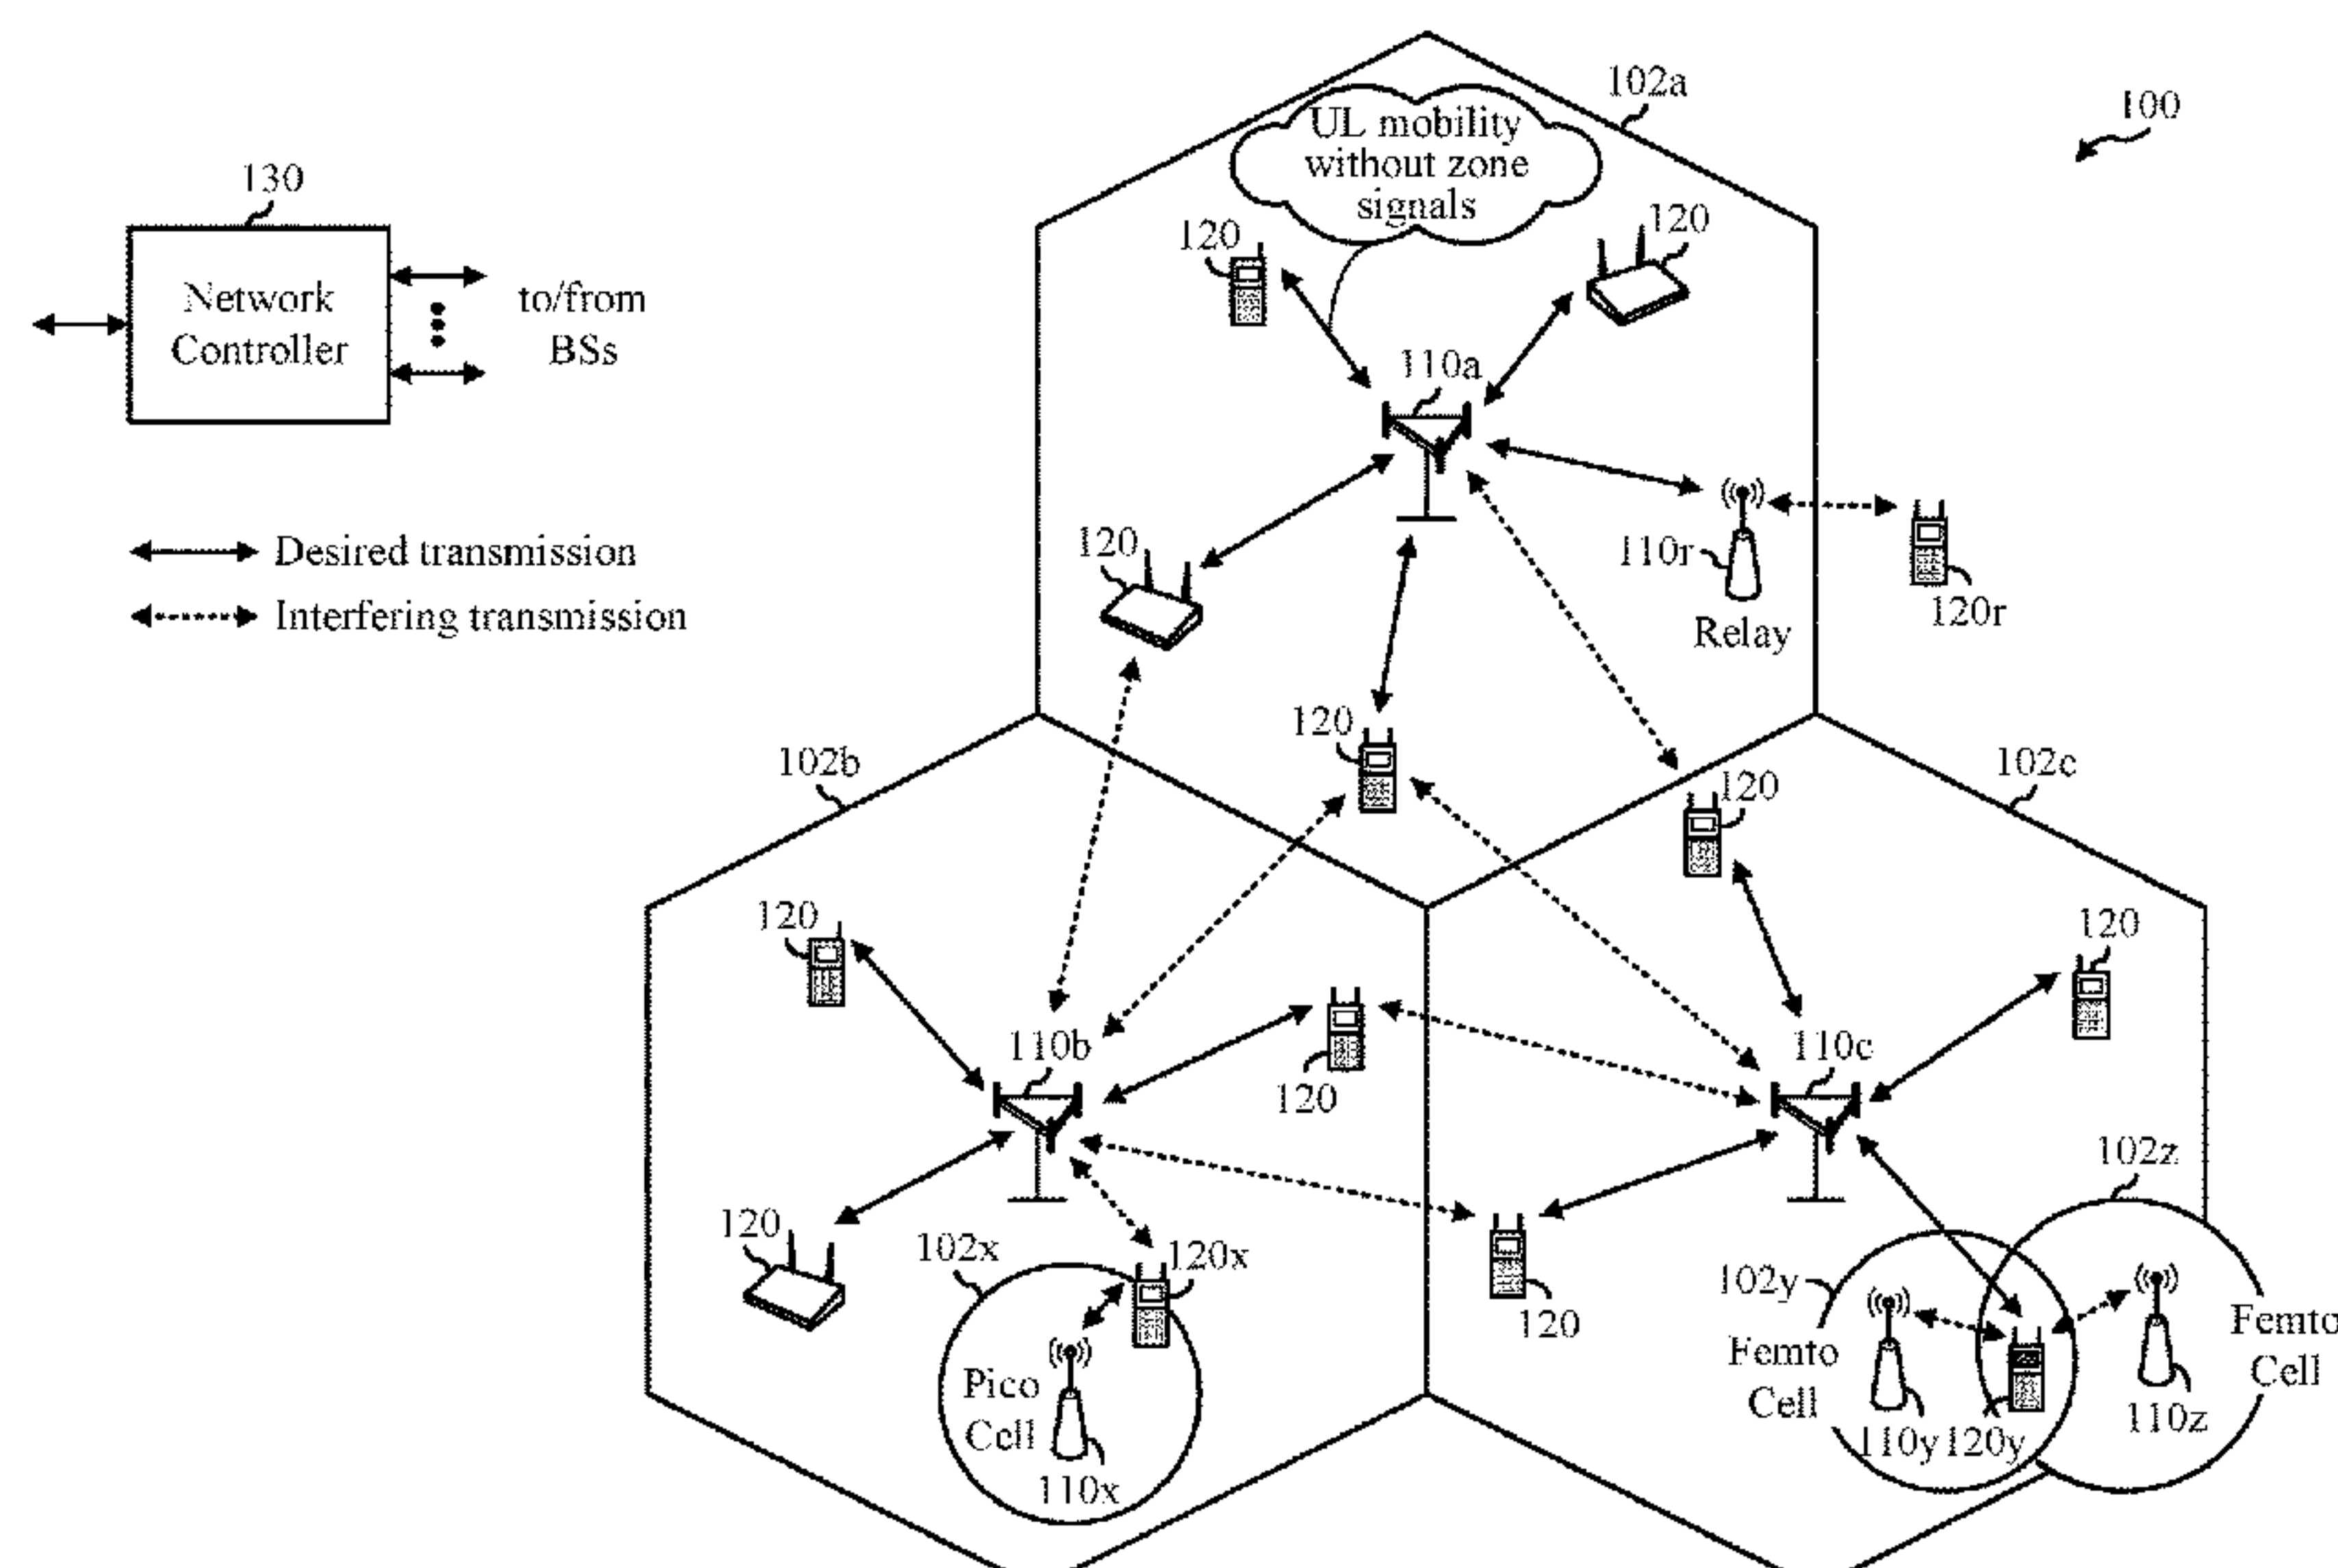 102a
100
UL mobility
without zone
signals
130
120
120
Network
Controller
to/from
BSs
110a
Desired transmission
Interfering transmission
120
110r
120r
Relay
120
102b
102c
120
120
120
110b
110c
120
102z
120
102x
120x
102y
120
Pico
Cell
110x
Femto
Cell
110y
120y
110z
Femto
Cell